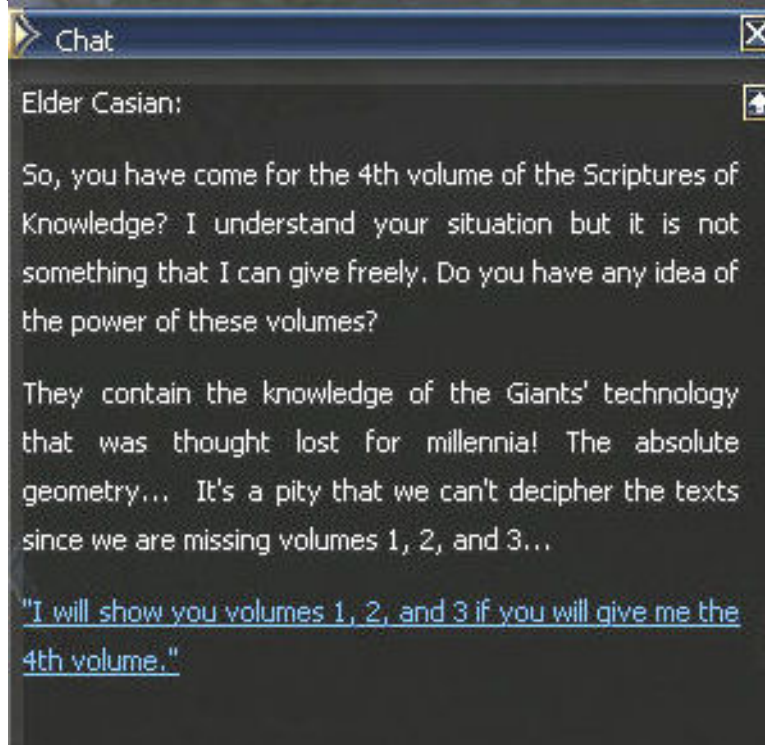 Chat
Elder Casian:
So, you have come for the 4th volume of the Scriptures of
Knowledge? I understand your situation but it is not
something that I can give freely. Do you have any idea of
the power of these volumes?
They contain the knowledge of the Giants' technology
that was thought lost for millennia! The absolute
geometry... It's a pity that we can't decipher the texts
since we are missing volumes 1, 2, and 3...
"I will show you volumes 1, 2, and 3 if you will give me the
4th volume."